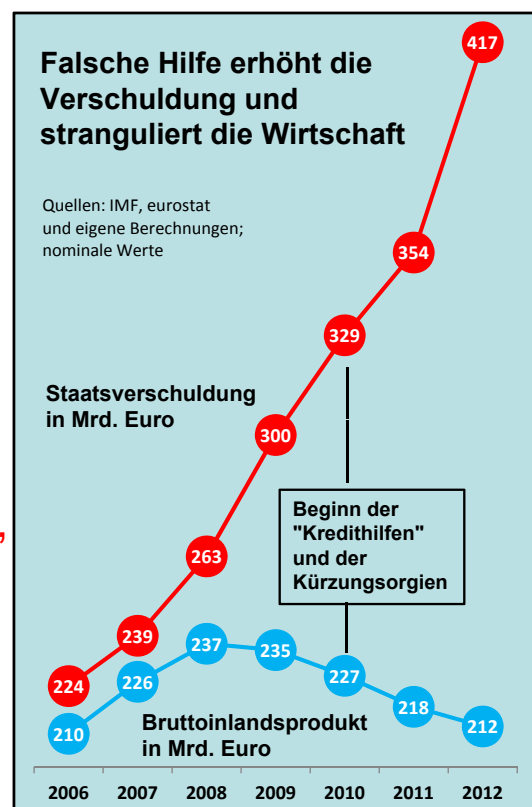 Falsche Hilfe erhöht die
Verschuldung und
stranguliert die Wirtschaft
Quellen: IMF, eurostat
und eigene Berechnungen;
nominale Werte
417
354
329
Staatsverschuldung
in Mrd. Euro
300
Beginn der
"Kredithilfen"
und der
Kürzungsorgien
,
263
239
224
237
235
226
227
218
212
210
Bruttoinlandsprodukt
in Mrd. Euro
2006 2007 2008 2009 2010 2011 2012